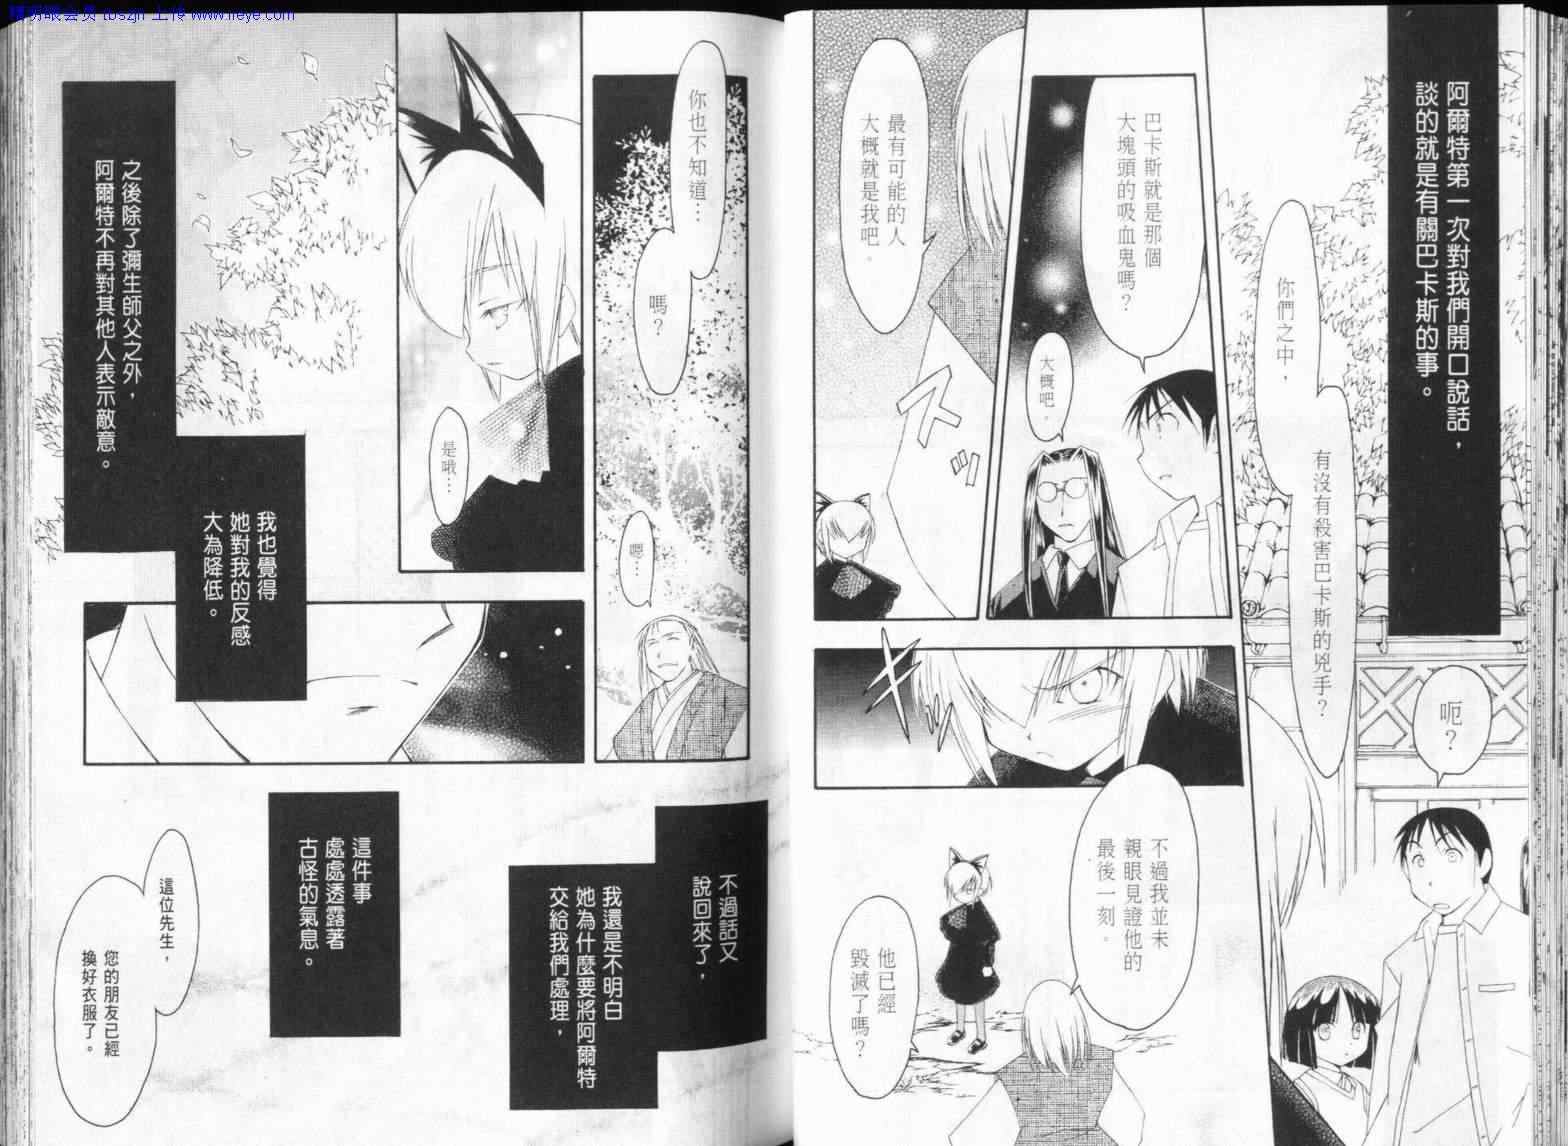 阿爾特第一次對我們開口說話，
談的就是有關巴卡斯的事。
你們之中，
有沒有殺害巴卡斯的兇手？
呃？
巴卡斯就是那個
大塊頭的吸血鬼嗎？
大概吧
最有可能的人
大概就是我吧．
スッ
ギリ
不過我並未
親眼見證他的
最後一刻．
他已經
毀滅了嗎？
你也不知道…
嗎？
嗯…
是哦…
之後除了彌生師父之外，
阿爾特不再對其他人表示敵意。
我也覺得
她對我的反感
大為降低。
不過話又
說回來了，
我還是不明白
她為什麼要將阿爾特
交給我們處理，
這件事
處處透露著
古怪的氣息。
這位先生，
您的朋友已經
換好衣服了。